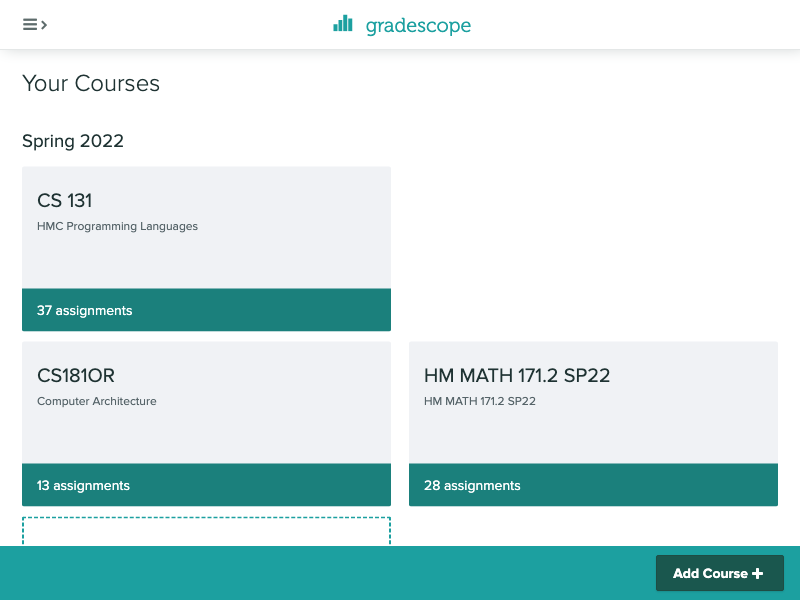 gradescope
Your Courses
Spring 2022
CS 131
HMC Programming Languages
37 assignments
CS181OR
Computer Architecture
13 assignments
HM MATH 171.2 SP22
HM MATH 171.2 SP22
28 assignments
Add Course +